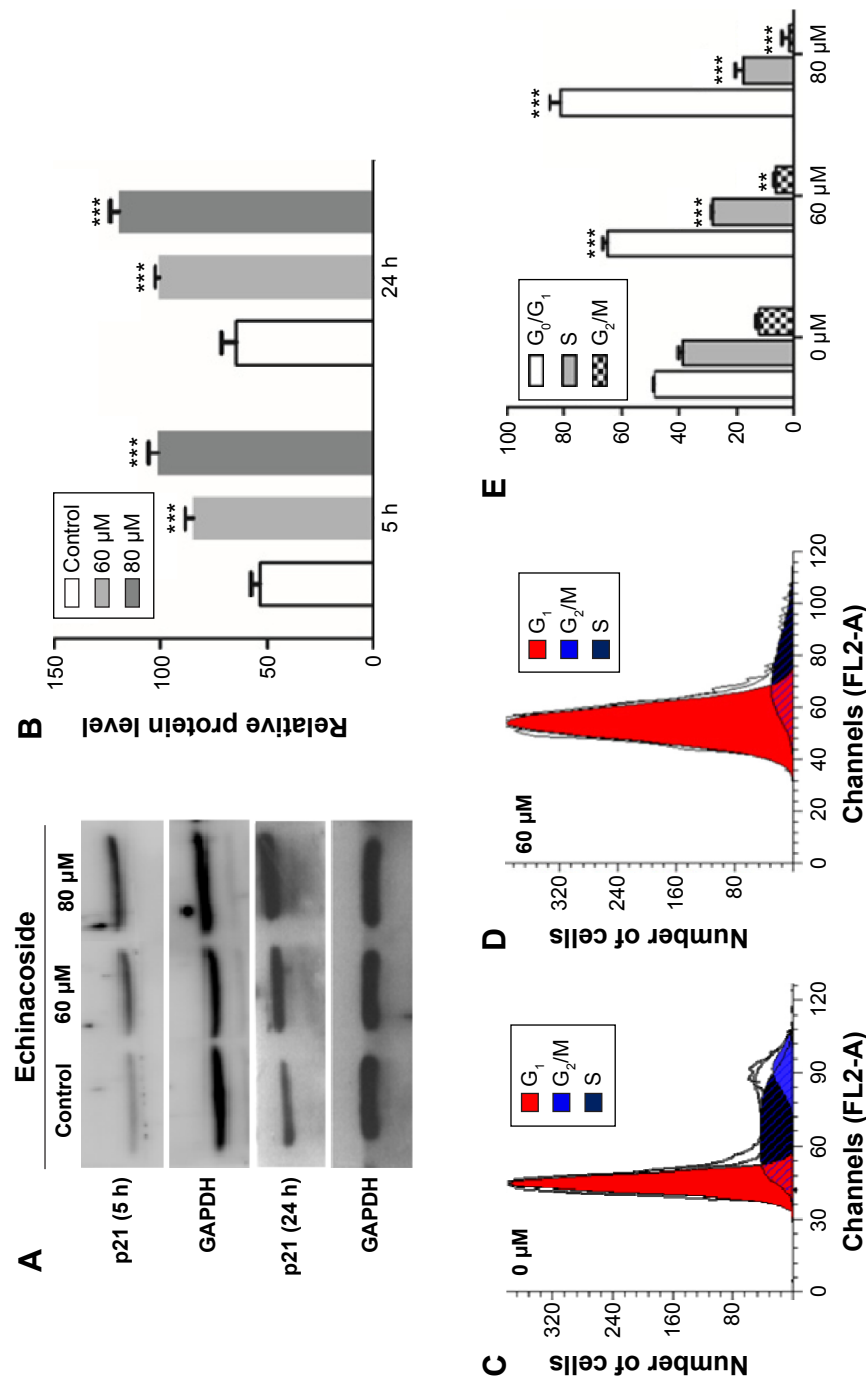 A
Echinacoside
Control 60 µM 80 µM
p21 (5 h)
GAPDH
p21 (24 h)
GAPDH
B
Relative protein level
150
100
50
0
Control
60 µM
80 µM
*** *** *** ***
5 h 24 h
C
Number of cells
320
240
160
80
0 µM
G1
G2/M
S
0 30 60 90 120
Channels (FL2-A)
D
Number of cells
320
240
160
80
0
60 µM
G1
G2/M
S
0 20 40 60 80 100 120
Channels (FL2-A)
E
100
80
60
40
20
0
G0/G1
S
G2/M
*** *** ** *** *** ***
0 µM 60 µM 80 µM